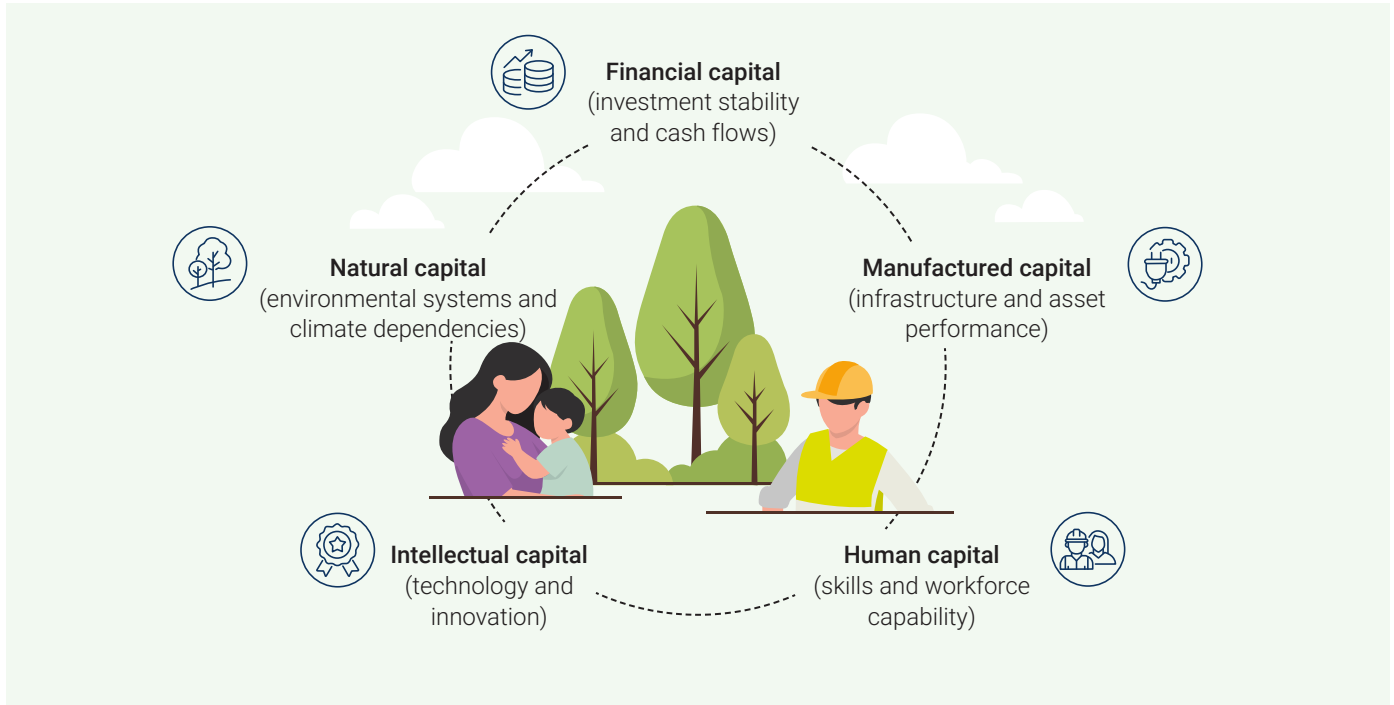 Financial capital
(investment stability
and cash flows)
Natural capital
(environmental systems and
climate dependencies)
Manufactured capital
(infrastructure and asset
performance)
Intellectual capital
(technology and
innovation)
Human capital
(skills and workforce
capability)